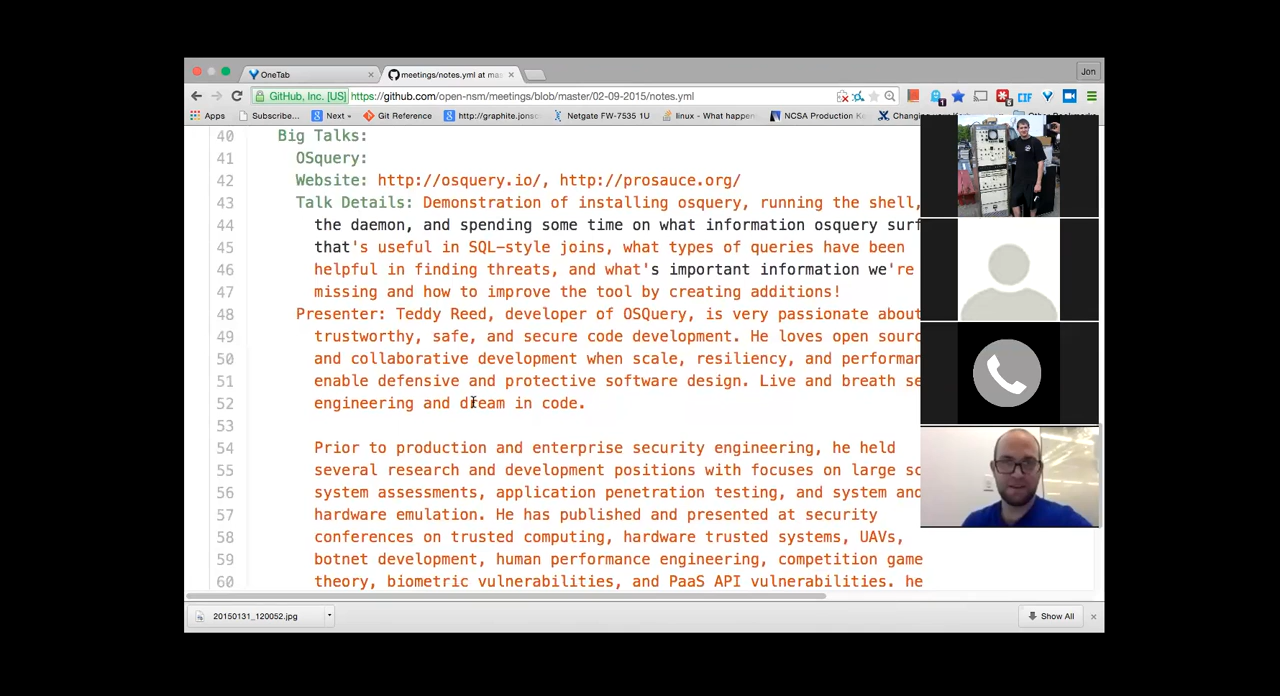 OneTab
meetings/notes.yml at mas
Jon
GitHub, Inc. [US] https://github.com/open-nsm/meetings/blob/master/02-09-2015/notes.yml
Apps Subscribe... Next Git Reference http://graphite.jons Netgate FW-7535 1U linux - What happen NCSA Production Ke Changin
40 Big Talks:
41 OSquery:
42 Website: http://osquery.io/, http://prosauce.org/
43 Talk Details: Demonstration of installing osquery, running the shell,
44 the daemon, and spending some time on what information osquery surf
45 that's useful in SQL-style joins, what types of queries have been
46 helpful in finding threats, and what's important information we're
47 missing and how to improve the tool by creating additions!
48 Presenter: Teddy Reed, developer of OSQuery, is very passionate about
49 trustworthy, safe, and secure code development. He loves open sourc
50 and collaborative development when scale, resiliency, and performan
51 enable defensive and protective software design. Live and breath se
52 engineering and dream in code.
53
54 Prior to production and enterprise security engineering, he held
55 several research and development positions with focuses on large sc
56 system assessments, application penetration testing, and system and
57 hardware emulation. He has published and presented at security
58 conferences on trusted computing, hardware trusted systems, UAVs,
59 botnet development, human performance engineering, competition game
60 theory, biometric vulnerabilities, and PaaS API vulnerabilities. he
20150131_120052.jpg
Show All